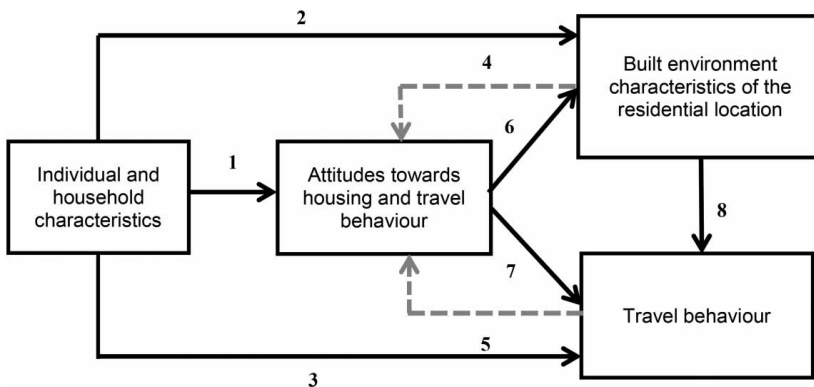 2
4
Built environment
characteristics of the
residential location
6
1
Individual and
household
characteristics
Attitudes towards
housing and travel
behaviour
8
7
Travel behaviour
5
3